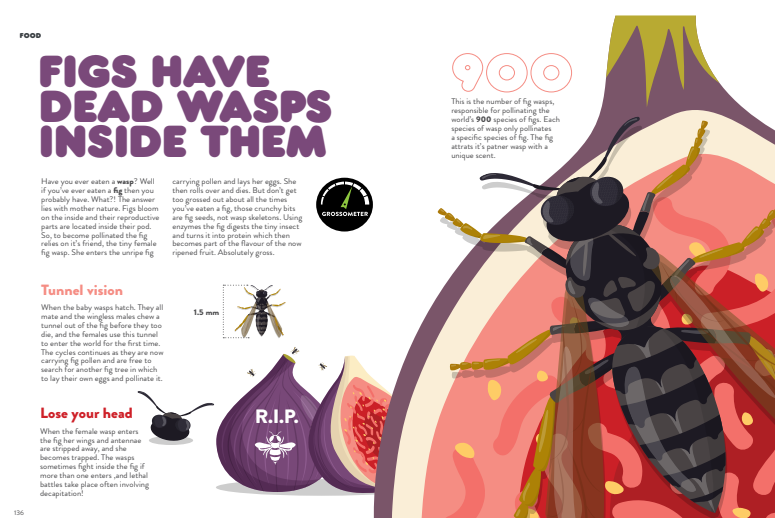 FOOD
FIGS HAVE
DEAD WASPS
INSIDE THEM
Have you ever eaten a wasp? Well
if you've ever eaten a fig then you
probably have. What?! The answer
lies with mother nature. Figs bloom
on the inside and their reproductive
parts are located inside their pod.
So, to become pollinated the fig
relies on it's friend, the tiny female
fig wasp. She enters the unripe fig
carrying pollen and lays her eggs. She
then rolls over and dies. But don't get
too grossed out about all the times
you've eaten a fig, those crunchy bits
are fig seeds, not wasp skeletons. Using
enzymes the fig digests the tiny insect
and turns it into protein which then
becomes part of the flavour of the now
ripened fruit. Absolutely gross.
GROSSOMETER
900
This is the number of fig wasps,
responsible for pollinating the
world's 900 species of figs. Each
species of wasp only pollinates
a specific species of fig. The fig
attrats it's patner wasp with a
unique scent.
Tunnel vision
When the baby wasps hatch. They all
mate and the wingless males chew a
tunnel out of the fig before they too
die, and the females use this tunnel
to enter the world for the first time.
The cycles continues as they are now
carrying fig pollen and are free to
search for another fig tree in which
to lay their own eggs and pollinate it.
1.5 mm
Lose your head
When the female wasp enters
the fig her wings and antennae
are stripped away, and she
becomes trapped. The wasps
sometimes fight inside the fig if
more than one enters ,and lethal
battles take place often involving
decapitation!
R.I.P.
136